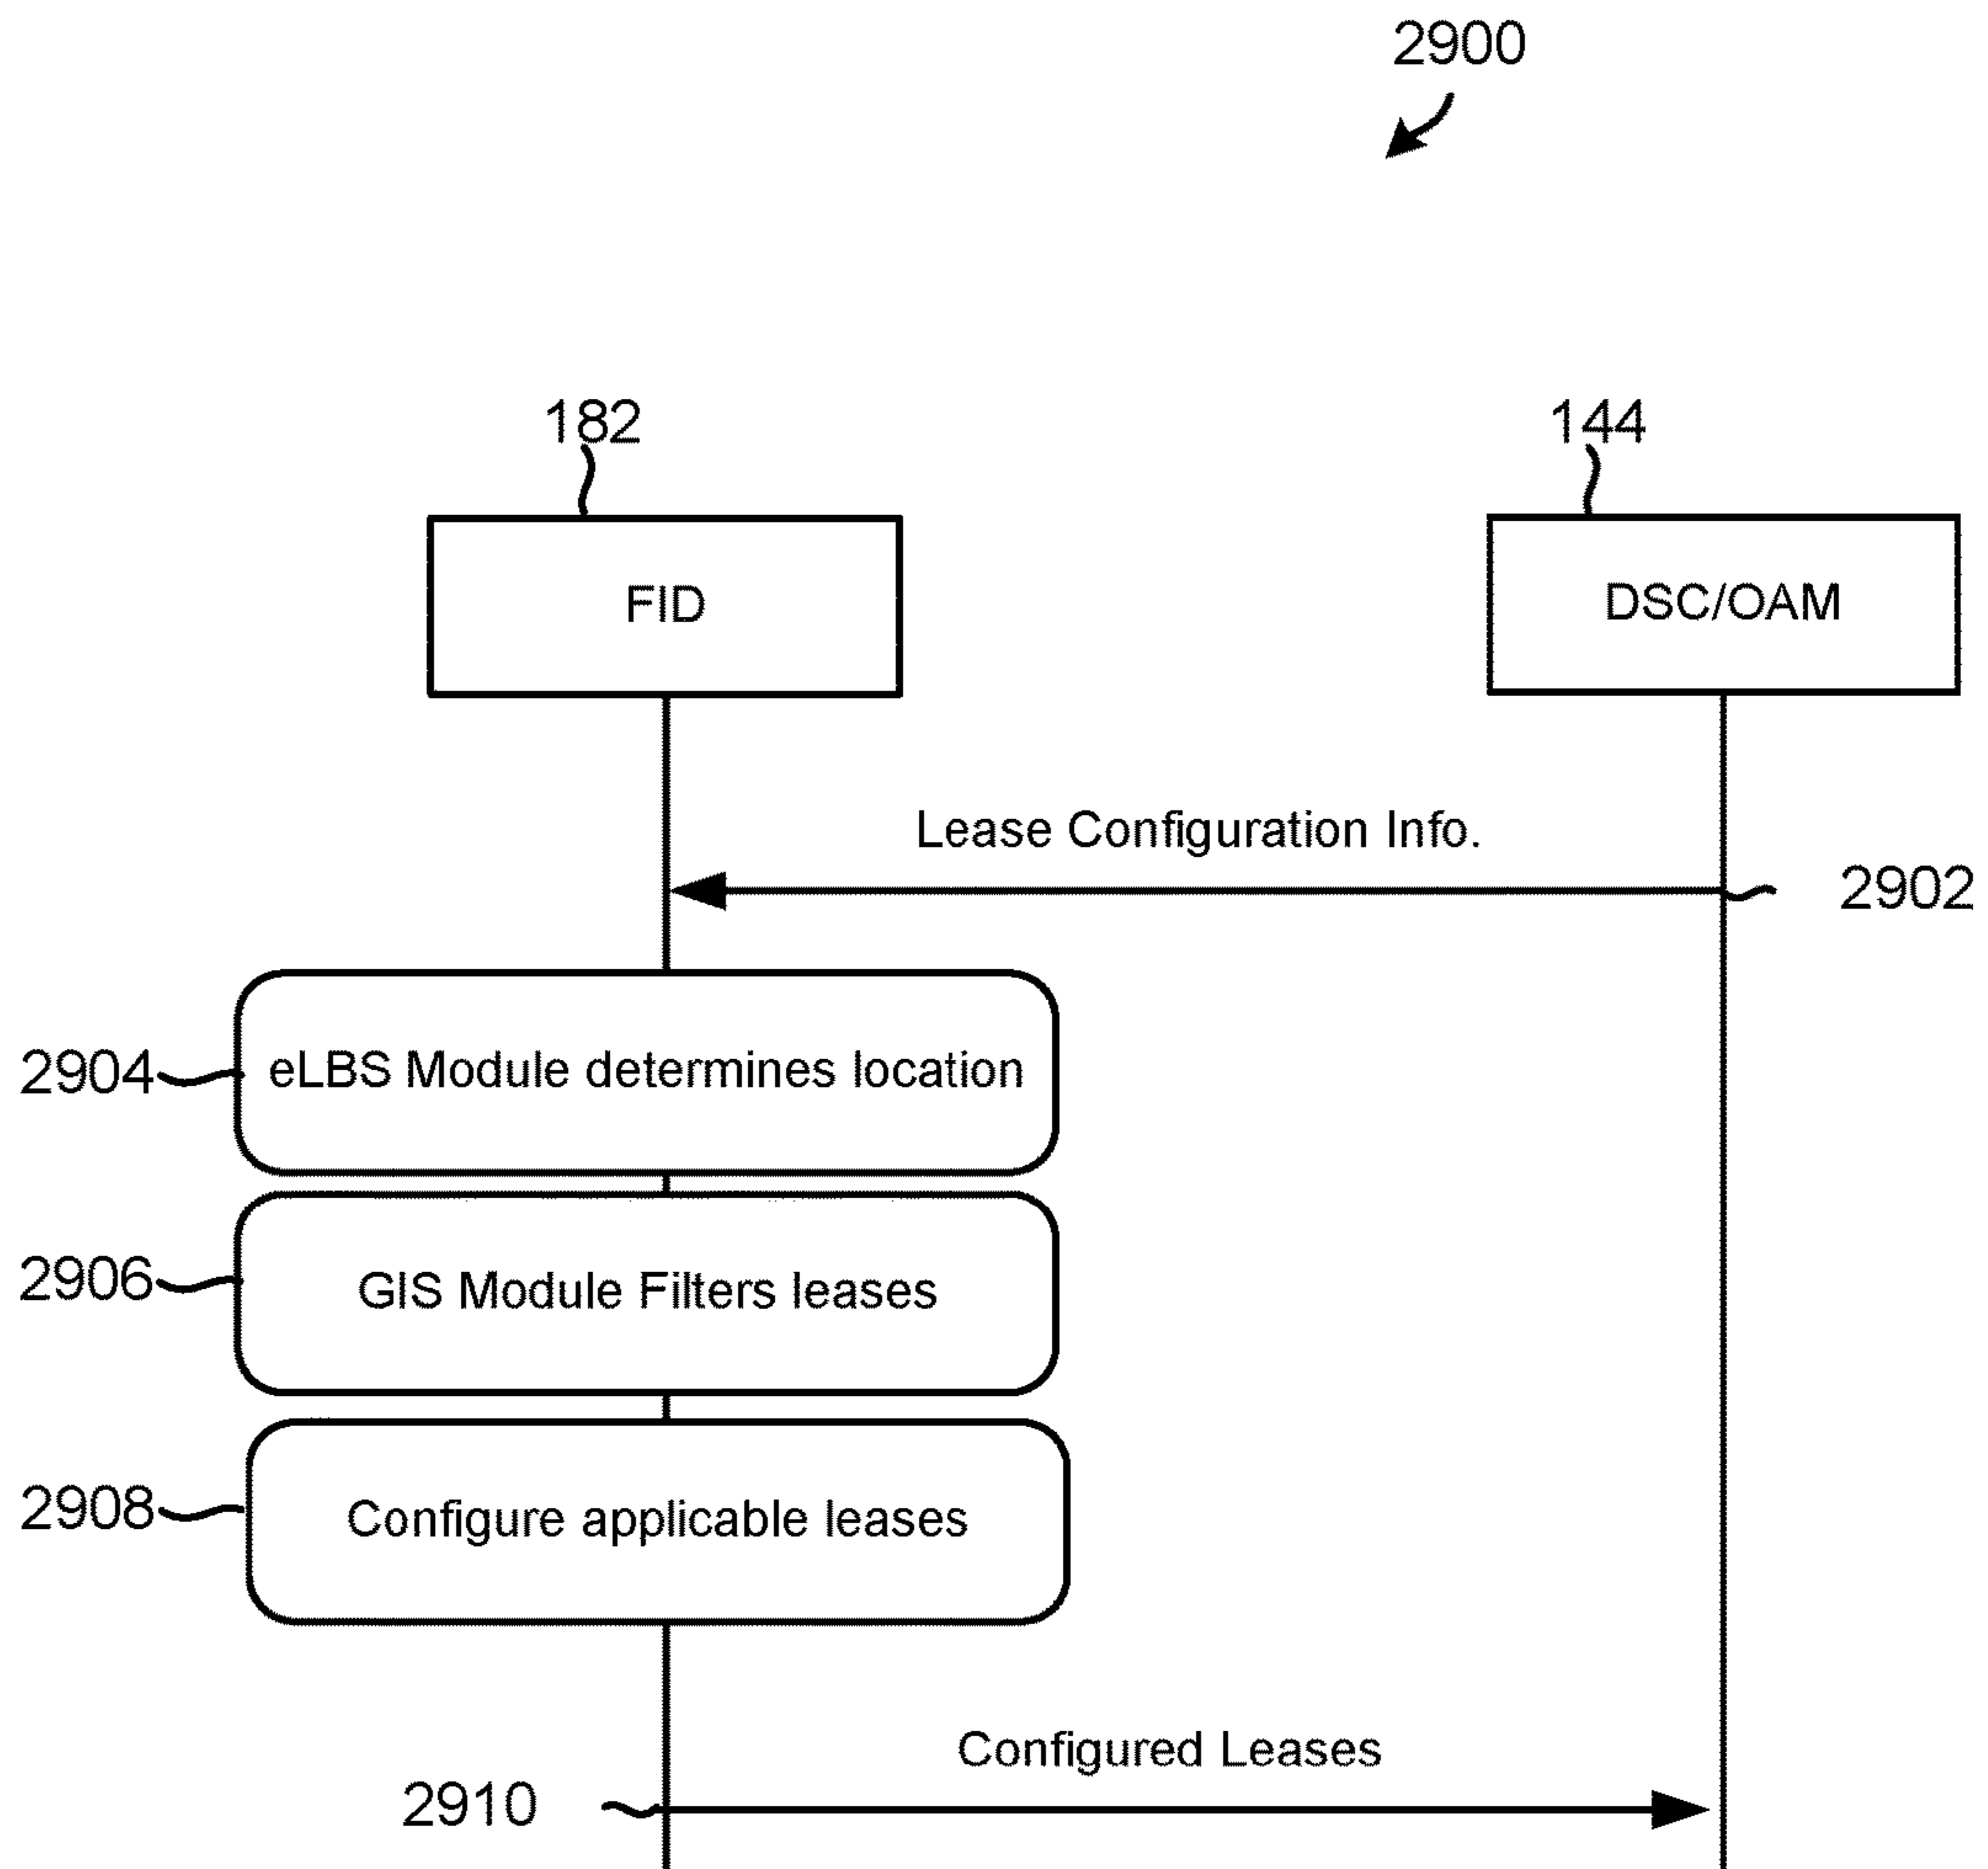 2900
182
144
FID
DSC/OAM
Lease Configuration Info.
2902
2904
eLBS Module determines location
2906
GIS Module Filters leases
2908
Configure applicable leases
Configured Leases
2910